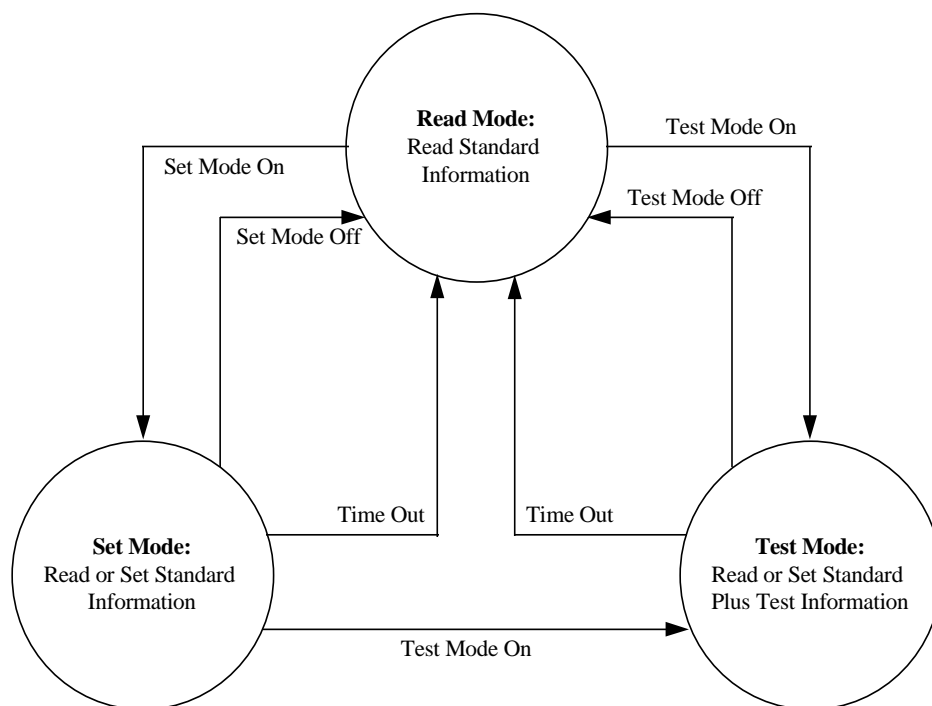 Read Mode:
Read Standard
Information
Test Mode On
Set Mode On
Test Mode Off
Set Mode Off
Time Out
Time Out
Set Mode:
Read or Set Standard
Information
Test Mode:
Read or Set Standard
Plus Test Information
Test Mode On